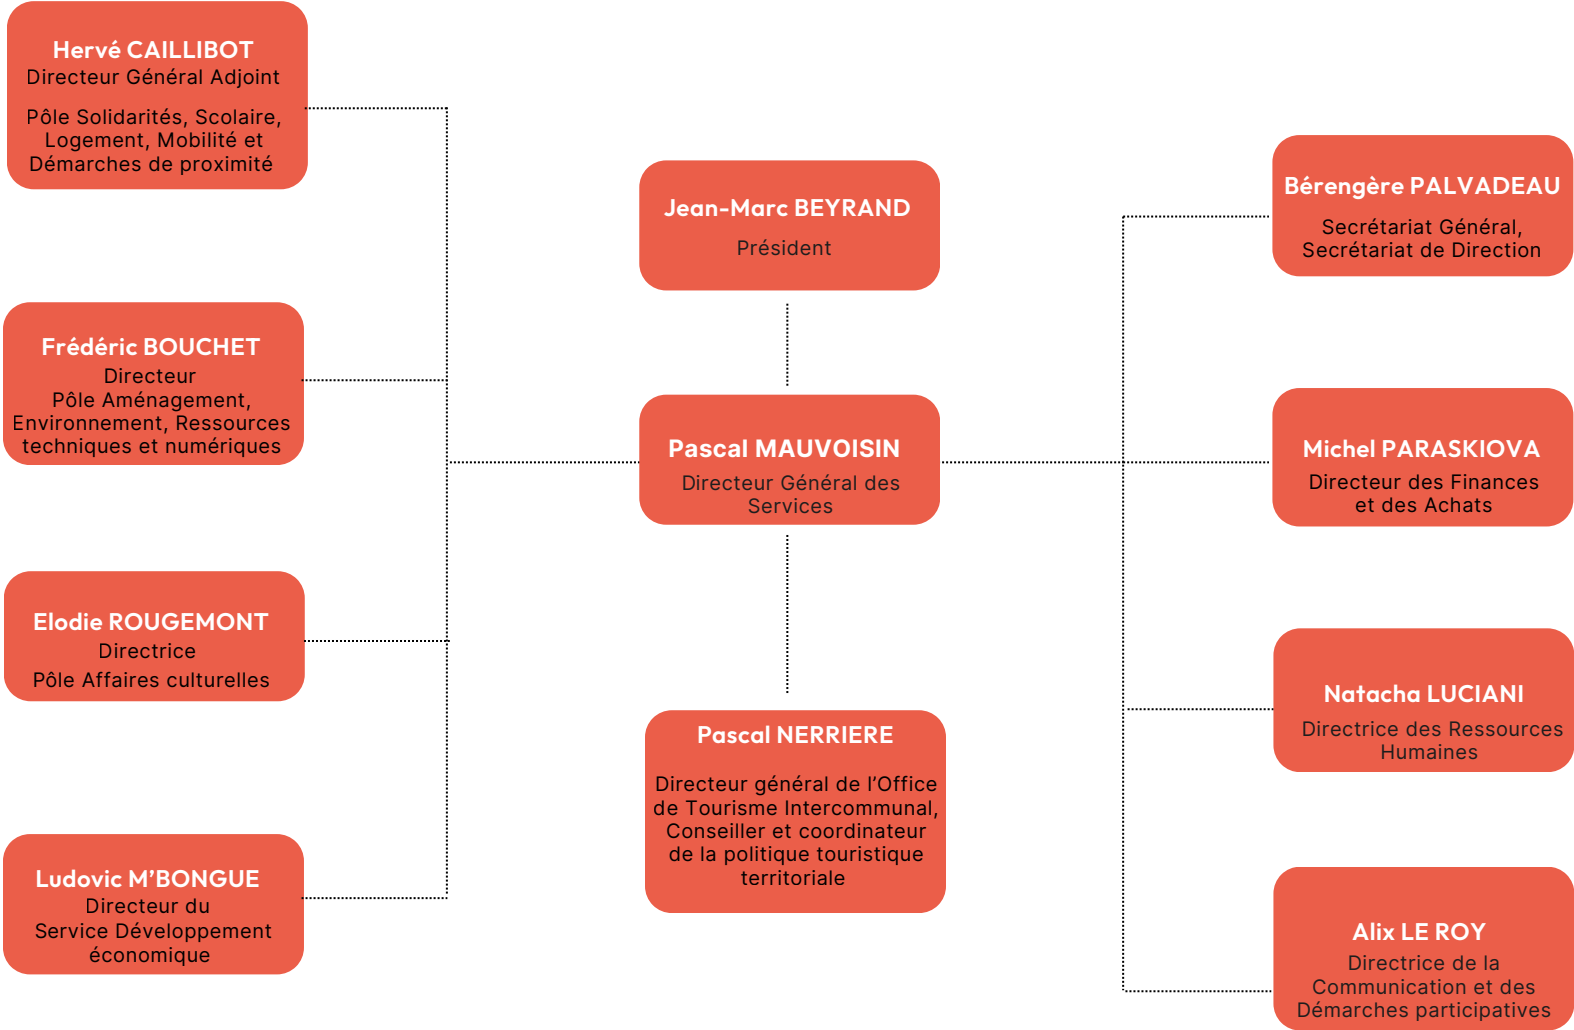 Hervé CAILLIBOT
Directeur Général Adjoint
Pôle Solidarités, Scolaire,
Logement, Mobilité et
Démarches de proximité
Frédéric BOUCHET
Directeur
Pôle Aménagement,
Environnement, Ressources
techniques et numériques
Elodie ROUGEMONT
Directrice
Pôle Affaires culturelles
Ludovic M’BONGUE
Directeur du
Service Développement
économique
Jean-Marc BEYRAND
Président
Pascal MAUVOISIN
Directeur Général des
Services
Pascal NERRIERE
Directeur général de l’Office
de Tourisme Intercommunal,
Conseiller et coordinateur
de la politique touristique
territoriale
Bérengère PALVADEAU
Secrétariat Général,
Secrétariat de Direction
Michel PARASKIOVA
Directeur des Finances
et des Achats
Natacha LUCIANI
Directrice des Ressources
Humaines
Alix LE ROY
Directrice de la
Communication et des
Démarches participatives